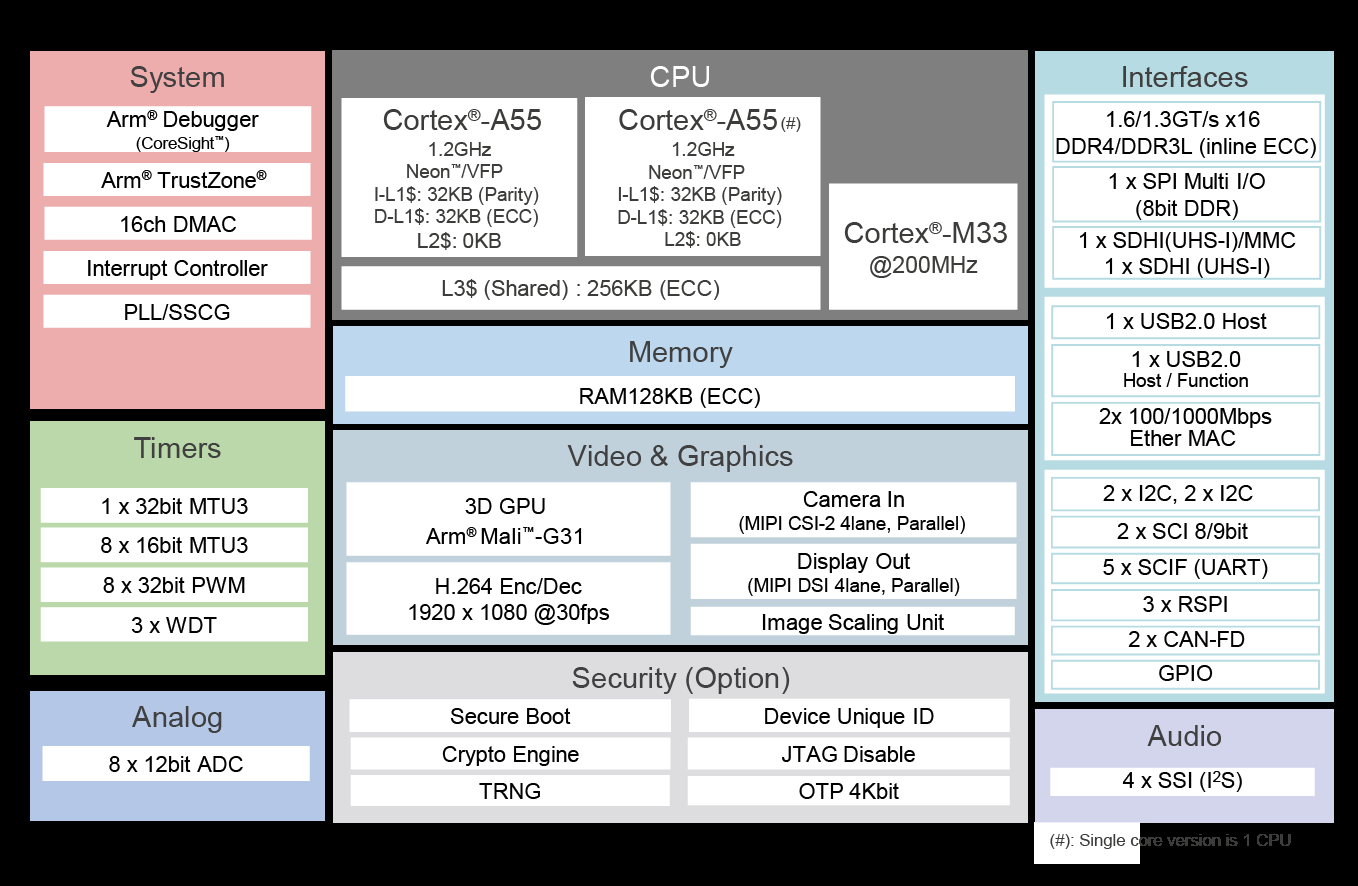 System
Arm® Debugger
(CoreSight™)
Arm® TrustZone®
16ch DMAC
Interrupt Controller
PLL/SSCG
Timers
1 x 32bit MTU3
8 x 16bit MTU3
8 x 32bit PWM
3 x WDT
Analog
8 x 12bit ADC
CPU
Cortex®-A55
1.2GHz
Neon™/VFP
I-L1$: 32KB (Parity)
D-L1$: 32KB (ECC)
L2$: 0KB
Cortex®-A55 (#)
1.2GHz
Neon™/VFP
I-L1$: 32KB (Parity)
D-L1$: 32KB (ECC)
L2$: 0KB
L3$ (Shared) : 256KB (ECC)
Cortex®-M33
@200MHz
Memory
RAM128KB (ECC)
Video & Graphics
3D GPU
Arm® Mali™-G31
H.264 Enc/Dec
1920 x 1080 @30fps
Camera In
(MIPI CSI-2 4lane, Parallel)
Display Out
(MIPI DSI 4lane, Parallel)
Image Scaling Unit
Security (Option)
Secure Boot
Crypto Engine
TRNG
Device Unique ID
JTAG Disable
OTP 4Kbit
Interfaces
1.6/1.3GT/s x16
DDR4/DDR3L (inline ECC)
1 x SPI Multi I/O
(8bit DDR)
1 x SDHI(UHS-I)/MMC
1 x SDHI (UHS-I)
1 x USB2.0 Host
1 x USB2.0
Host / Function
2x 100/1000Mbps
Ether MAC
2 x I2C, 2 x I2C
2 x SCI 8/9bit
5 x SCIF (UART)
3 x RSPI
2 x CAN-FD
GPIO
Audio
4 x SSI (I²S)
(#): Single core version is 1 CPU